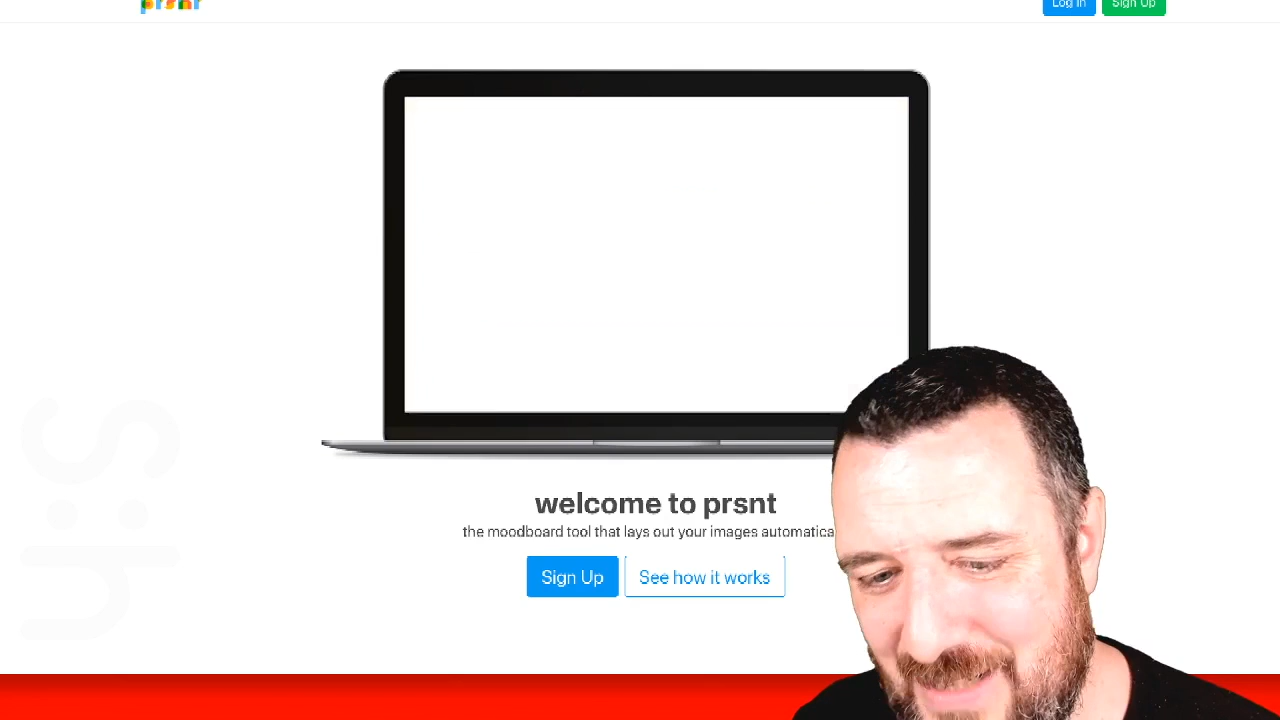 prsnt
Log In
Sign Up
welcome to prsnt
the moodboard tool that lays out your images
Sign Up
See how it works